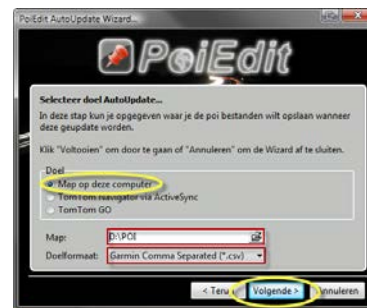 PoiEdit AutoUpdate Wizard...
PoiEdit
Selecteer doel AutoUpdate...
In deze stap kun je opgegeven waar je de poi bestanden wilt opslaan wanneer
deze geupdate worden.
Klik "Voltooien" om door te gaan of "Annuleren" om de Wizard af te sluiten.
Doel
Map op deze computer
TomTom Navigator via ActiveSync
TomTom GO
Map: D:\POI
Doelformaat: Garmin Comma Separated (*.csv)
< Teru Volgende > nnuleren